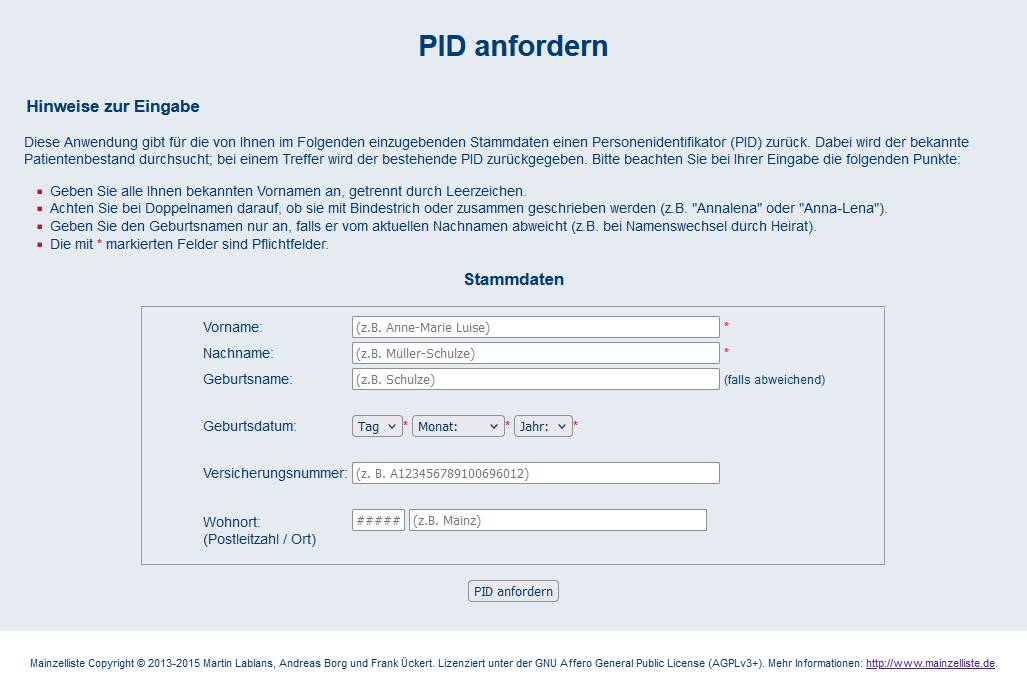 PID anfordern
Hinweise zur Eingabe
Diese Anwendung gibt für die von Ihnen im Folgenden einzugebenden Stammdaten einen Personenidentifikator (PID) zurück. Dabei wird der bekannte
Patientenbestand durchsucht; bei einem Treffer wird der bestehende PID zurückgegeben. Bitte beachten Sie bei Ihrer Eingabe die folgenden Punkte:
Geben Sie alle Ihnen bekannten Vornamen an, getrennt durch Leerzeichen.
Achten Sie bei Doppelnamen darauf, ob sie mit Bindestrich oder zusammen geschrieben werden (z.B. "Annalena" oder "Anna-Lena").
Geben Sie den Geburtsnamen nur an, falls er vom aktuellen Nachnamen abweicht (z.B. bei Namenswechsel durch Heirat).
Die mit * markierten Felder sind Pflichtfelder.
Stammdaten
Vorname: (z.B. Anne-Marie Luise) *
Nachname: (z.B. Müller-Schulze) *
Geburtsname: (z.B. Schulze) (falls abweichend)
Geburtsdatum: Tag * Monat: * Jahr: *
Versicherungsnummer: (z. B. A123456789100696012)
Wohnort: ##### (z.B. Mainz)
(Postleitzahl / Ort)
PID anfordern
Mainzelliste Copyright © 2013-2015 Martin Lablans, Andreas Borg und Frank Ückert. Lizenziert unter der GNU Affero General Public License (AGPLv3+). Mehr Informationen: http://www.mainzelliste.de.